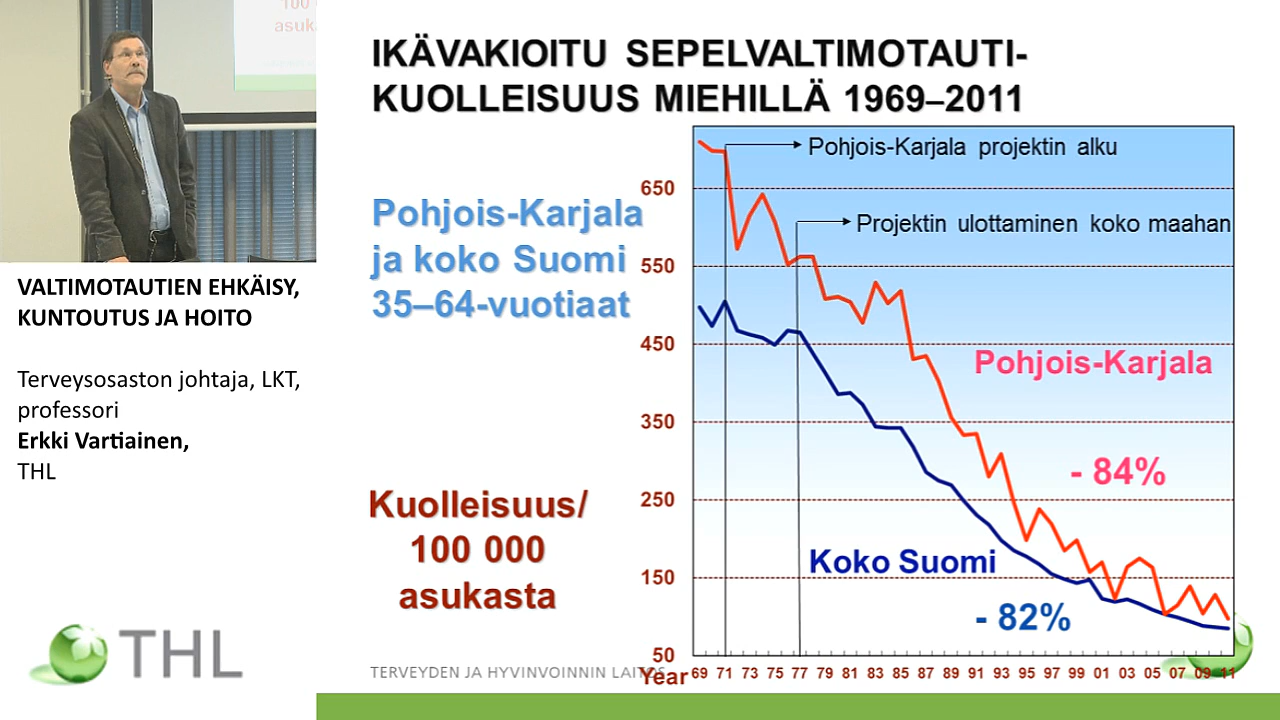 100
asuk
IKÄVAKIOITU SEPELVALTIMOTAUTI-
KUOLLEISUUS MIEHILLÄ 1969–2011
Pohjois-Karjala
ja koko Suomi
35–64-vuotiaat
Kuolleisuus/
100 000
asukasta
Pohjois-Karjala projektin alku
Projektin ulottaminen koko maahan
650
550
450
350
250
150
50
Pohjois-Karjala
- 84%
Koko Suomi
- 82%
Year 69 71 73 75 77 79 81 83 85 87 89 91 93 95 97 99 01 03 05 07 09 11
TERVEYDEN JA HYVINVOINNIN LAITOS
VALTIMOTAUTIEN EHKÄISY,
KUNTOUTUS JA HOITO
Terveysosaston johtaja, LKT,
professori
Erkki Vartiainen,
THL
THL